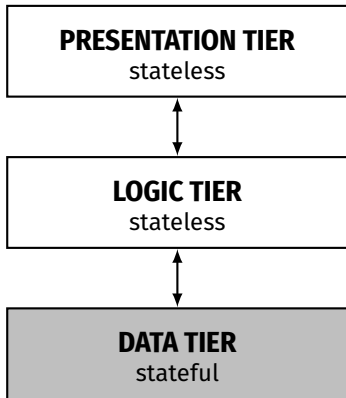 PRESENTATION TIER
stateless
LOGIC TIER
stateless
DATA TIER
stateful